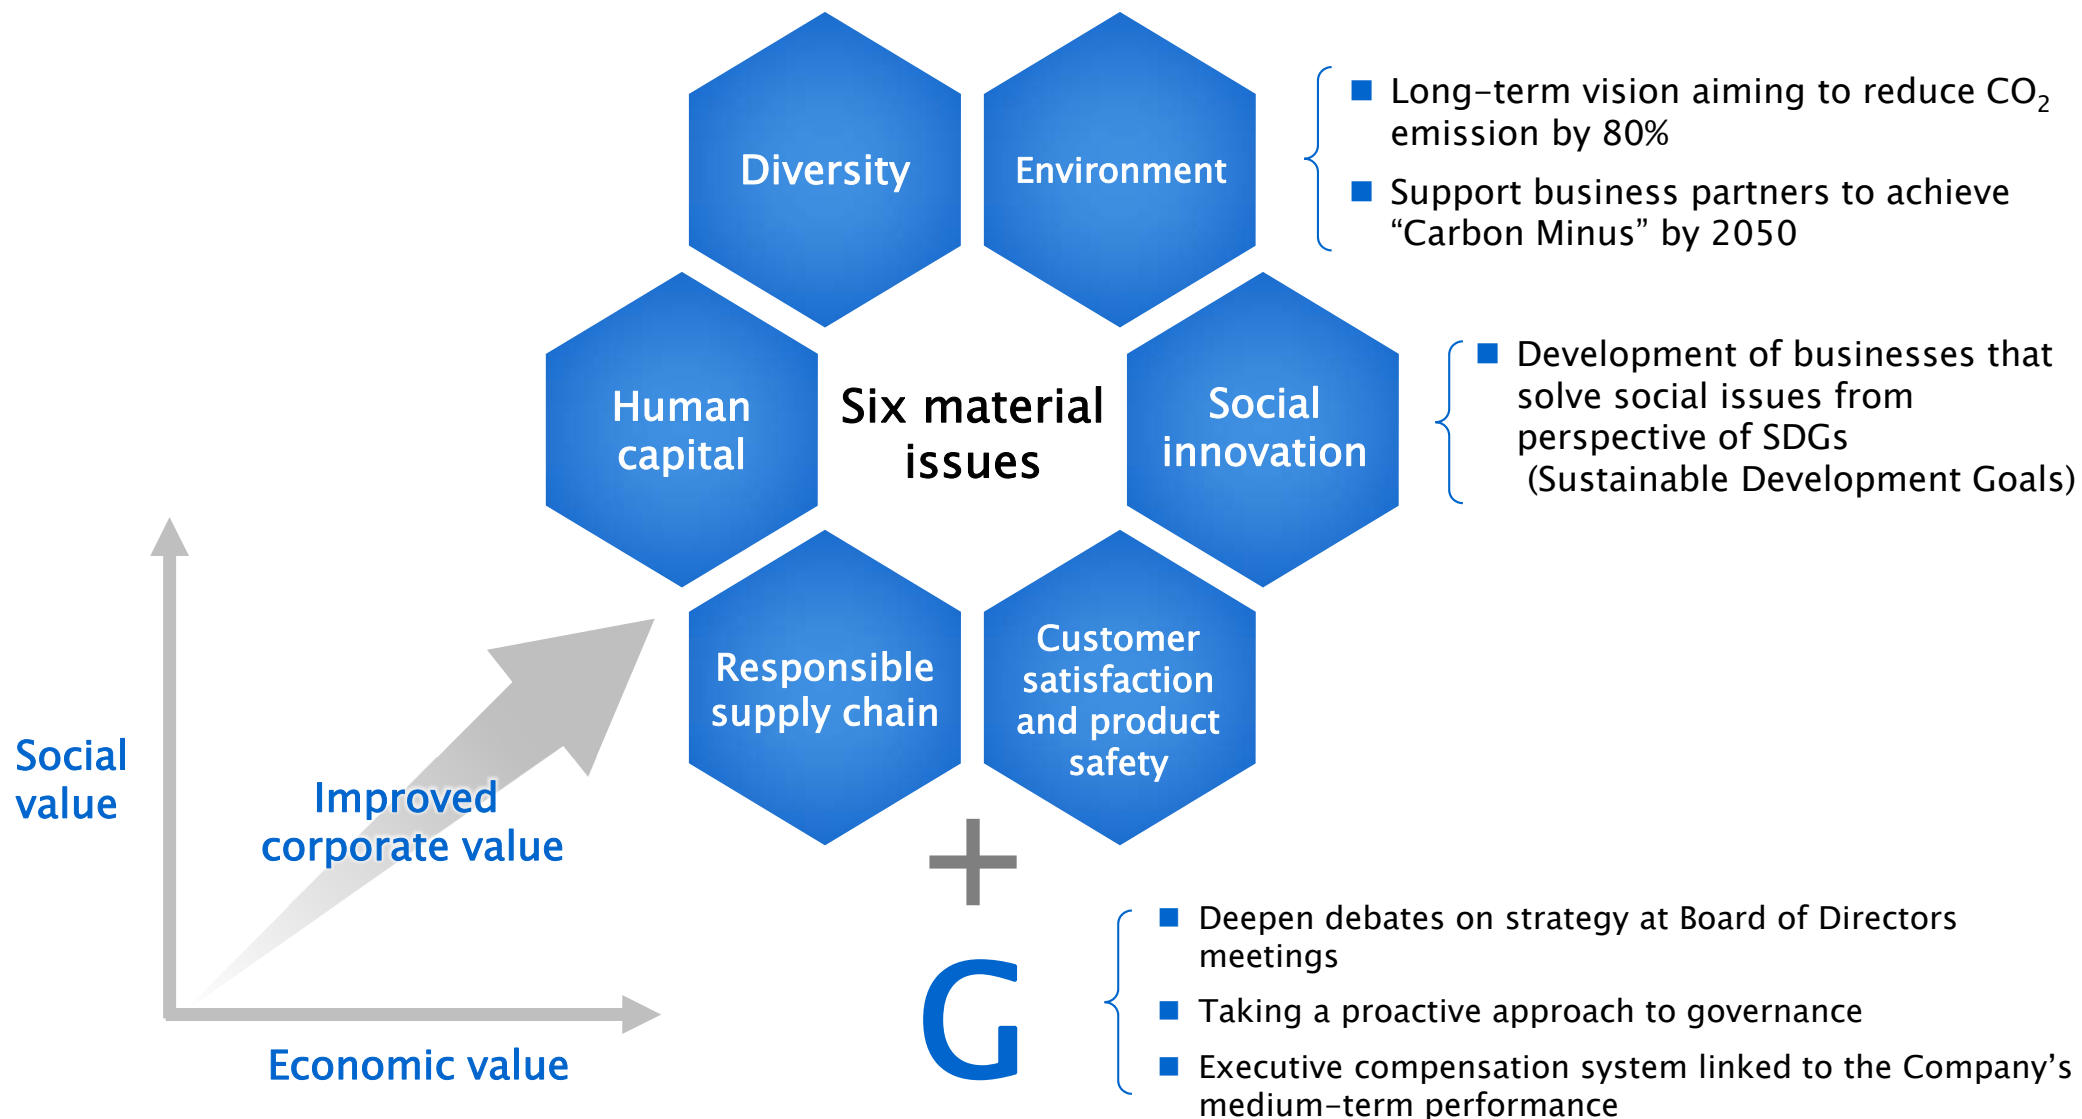 Diversity
Environment
Long-term vision aiming to reduce CO₂
emission by 80%
Support business partners to achieve
“Carbon Minus” by 2050
Human
capital
Six material
issues
Social
innovation
Development of businesses that
solve social issues from
perspective of SDGs
(Sustainable Development Goals)
Responsible
supply chain
Customer
satisfaction
and product
safety
Social
value
Improved
corporate value
Economic value
+
G
Deepen debates on strategy at Board of Directors
meetings
Taking a proactive approach to governance
Executive compensation system linked to the Company’s
medium-term performance